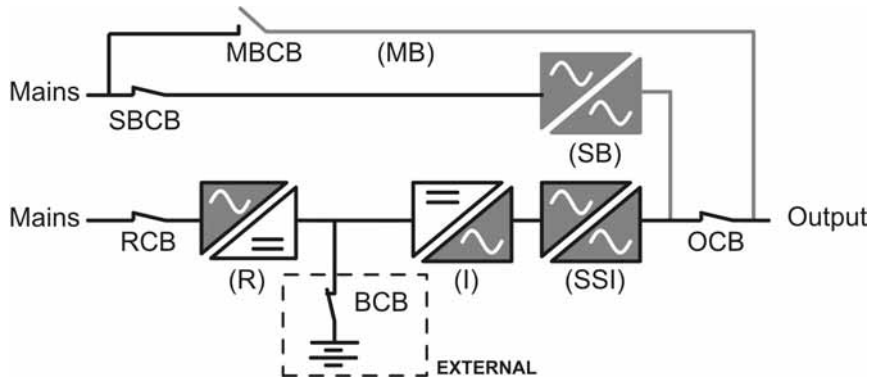 MBCB (MB)
Mains
SBCB
(SB)
Mains Output
RCB OCB
(R) (I) (SSI)
BCB
EXTERNAL